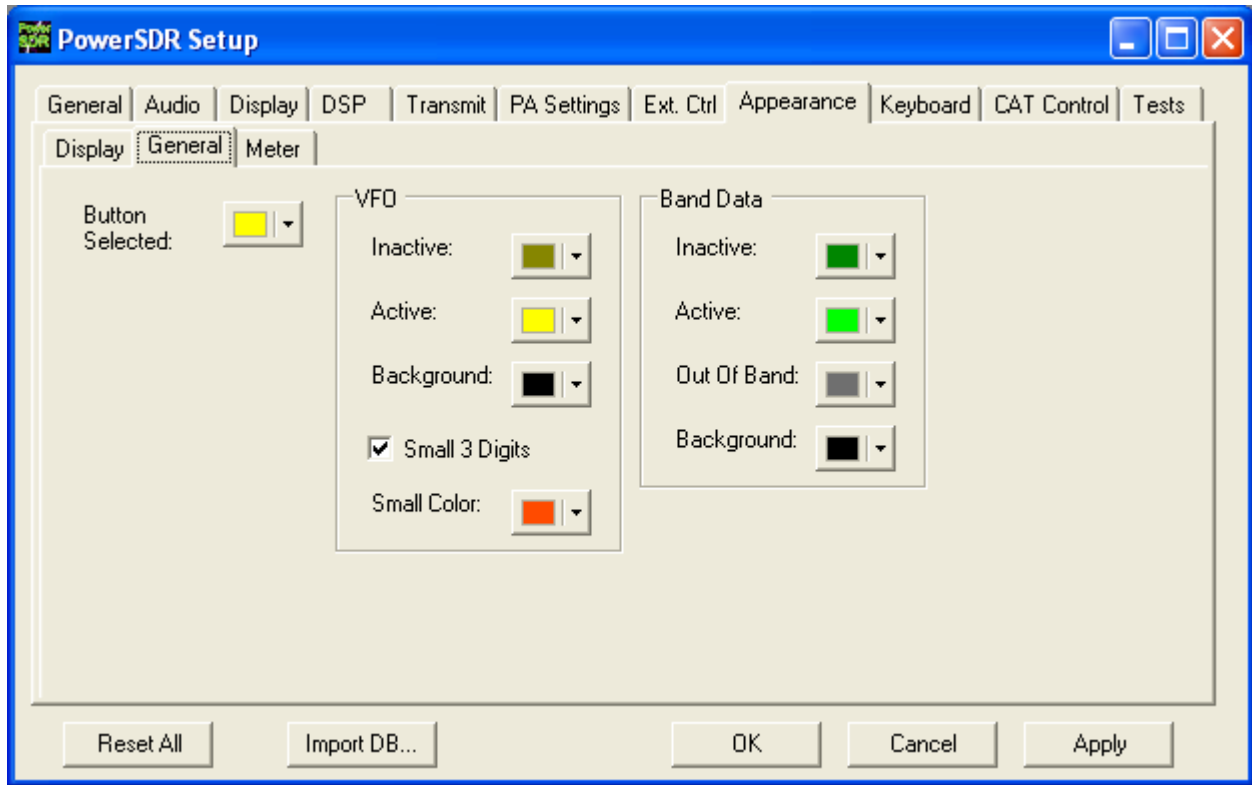 PowerSDR Setup
General Audio Display DSP Transmit PA Settings Ext. Ctrl Appearance Keyboard CAT Control Tests
Display General Meter
Button
Selected:
VFO
Inactive:
Active:
Background:
Small 3 Digits
Small Color:
Band Data
Inactive:
Active:
Out Of Band:
Background:
Reset All Import DB... OK Cancel Apply